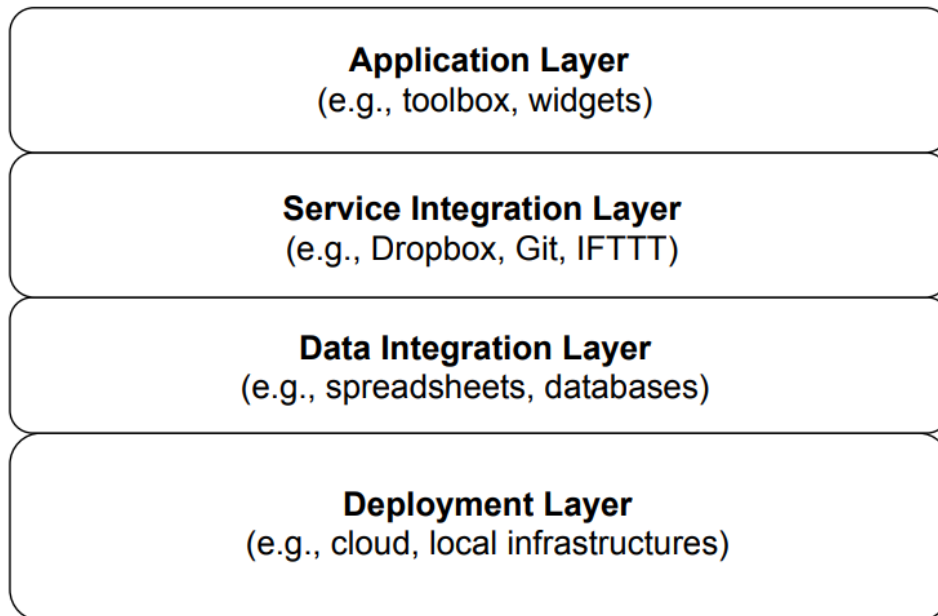 Application Layer
(e.g., toolbox, widgets)
Service Integration Layer
(e.g., Dropbox, Git, IFTTT)
Data Integration Layer
(e.g., spreadsheets, databases)
Deployment Layer
(e.g., cloud, local infrastructures)